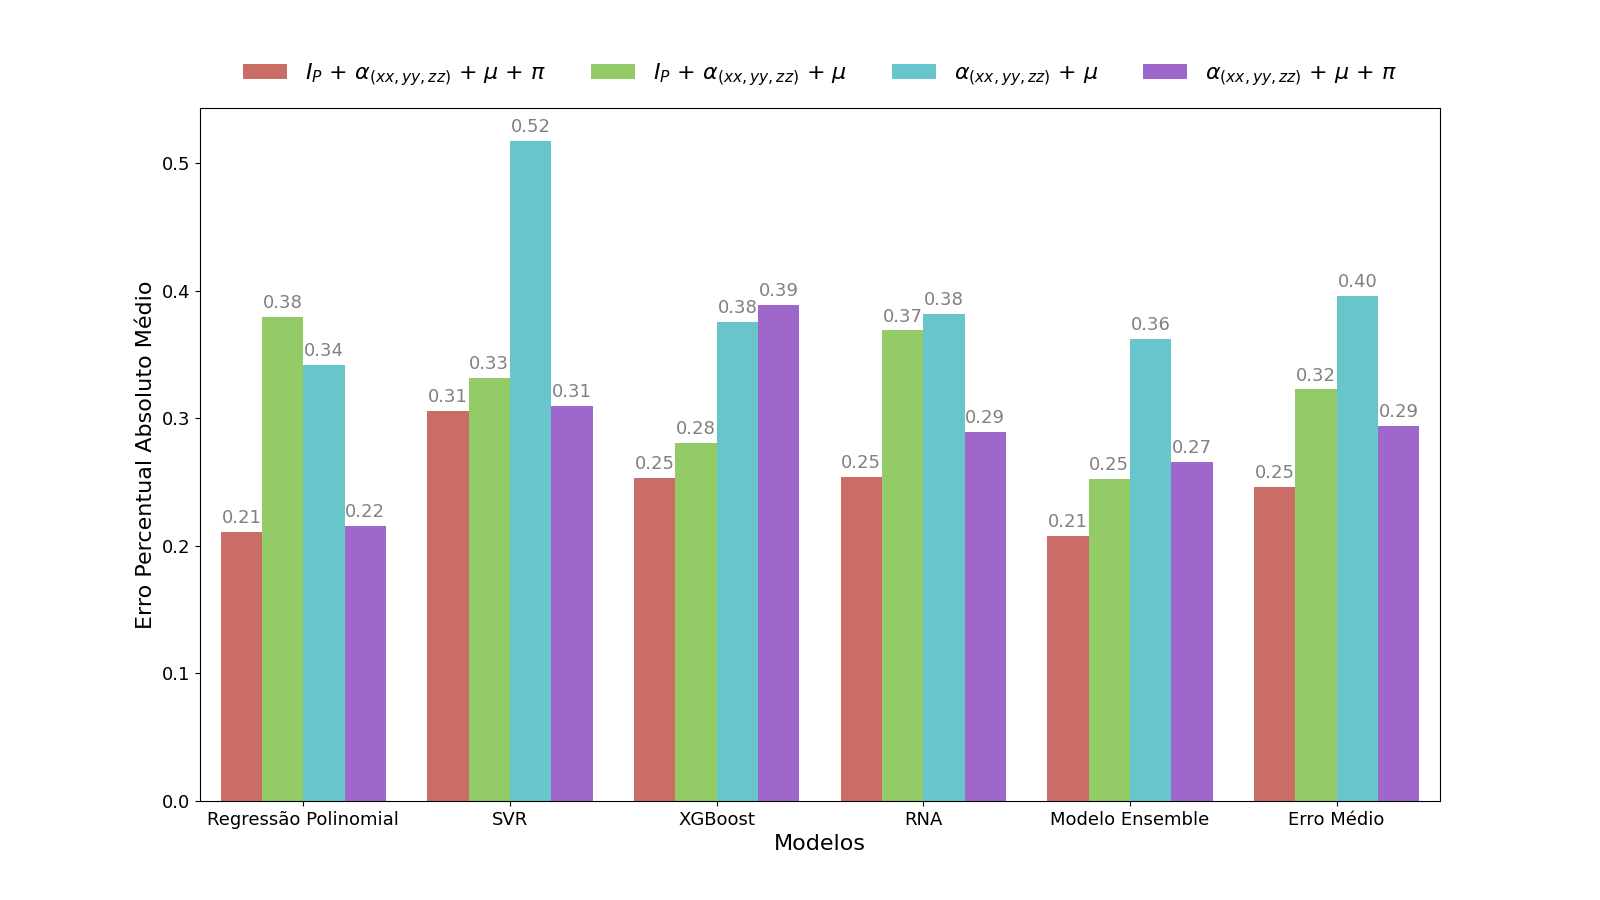 I_P + α_(xx, yy, zz) + μ + π
I_P + α_(xx, yy, zz) + μ
α_(xx, yy, zz) + μ
α_(xx, yy, zz) + μ + π
Erro Percentual Absoluto Médio
0.5
0.4
0.3
0.2
0.1
0.0
0.21
0.38
0.34
0.22
0.31
0.33
0.52
0.31
0.25
0.28
0.38
0.39
0.25
0.37
0.38
0.29
0.21
0.25
0.36
0.27
0.25
0.32
0.40
0.29
Regressão Polinomial
SVR
XGBoost
RNA
Modelo Ensemble
Erro Médio
Modelos